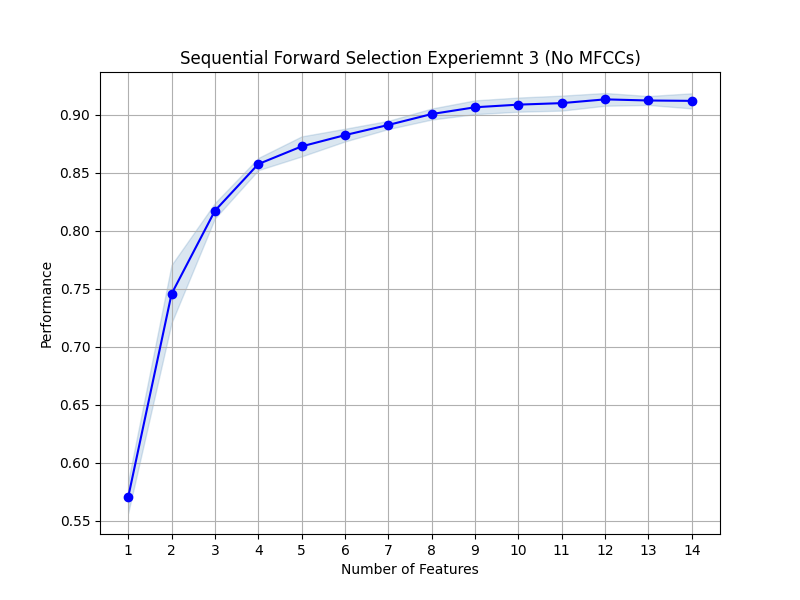 Sequential Forward Selection Experiemnt 3 (No MFCCs)
0.90
0.85
0.80
0.75
0.70
0.65
0.60
0.55
Performance
1 2 3 4 5 6 7 8 9 10 11 12 13 14
Number of Features